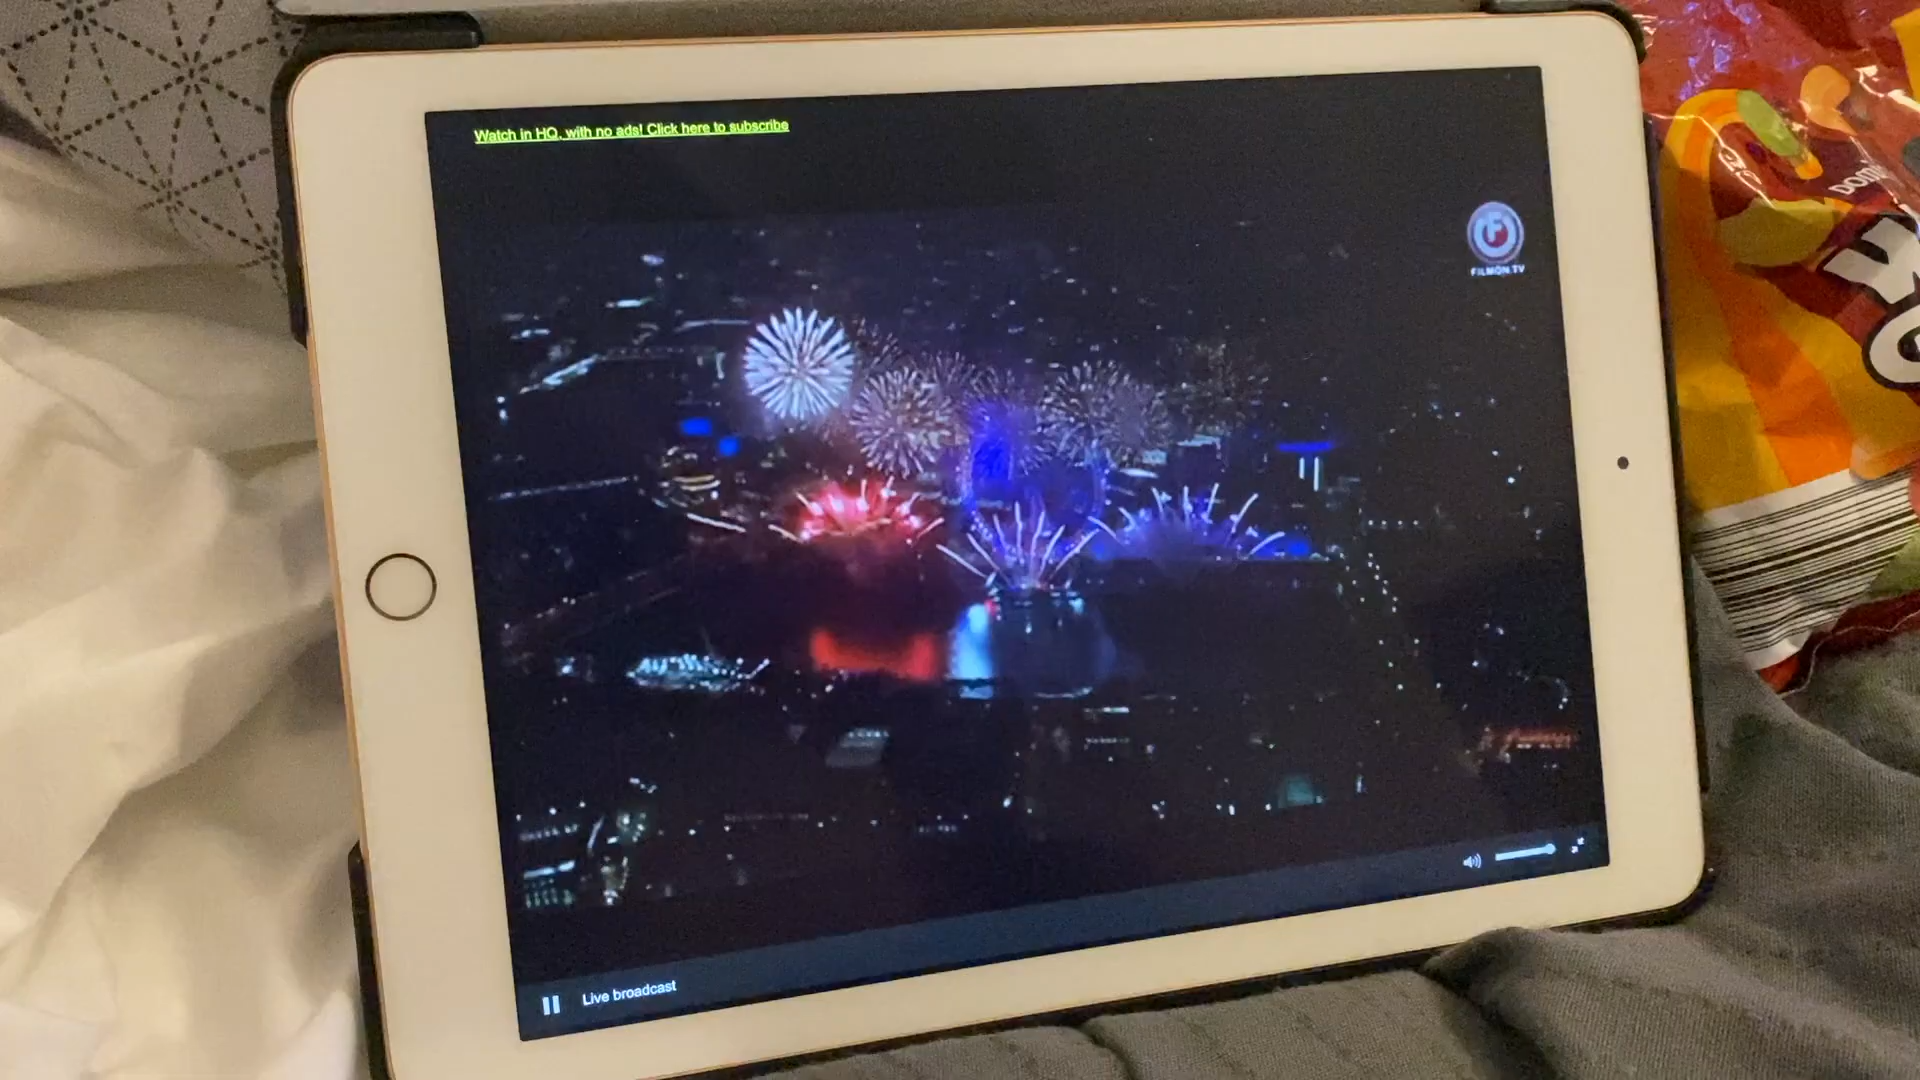 Watch in HQ, with no ads! Click here to subscribe
FILMON.TV
Live broadcast